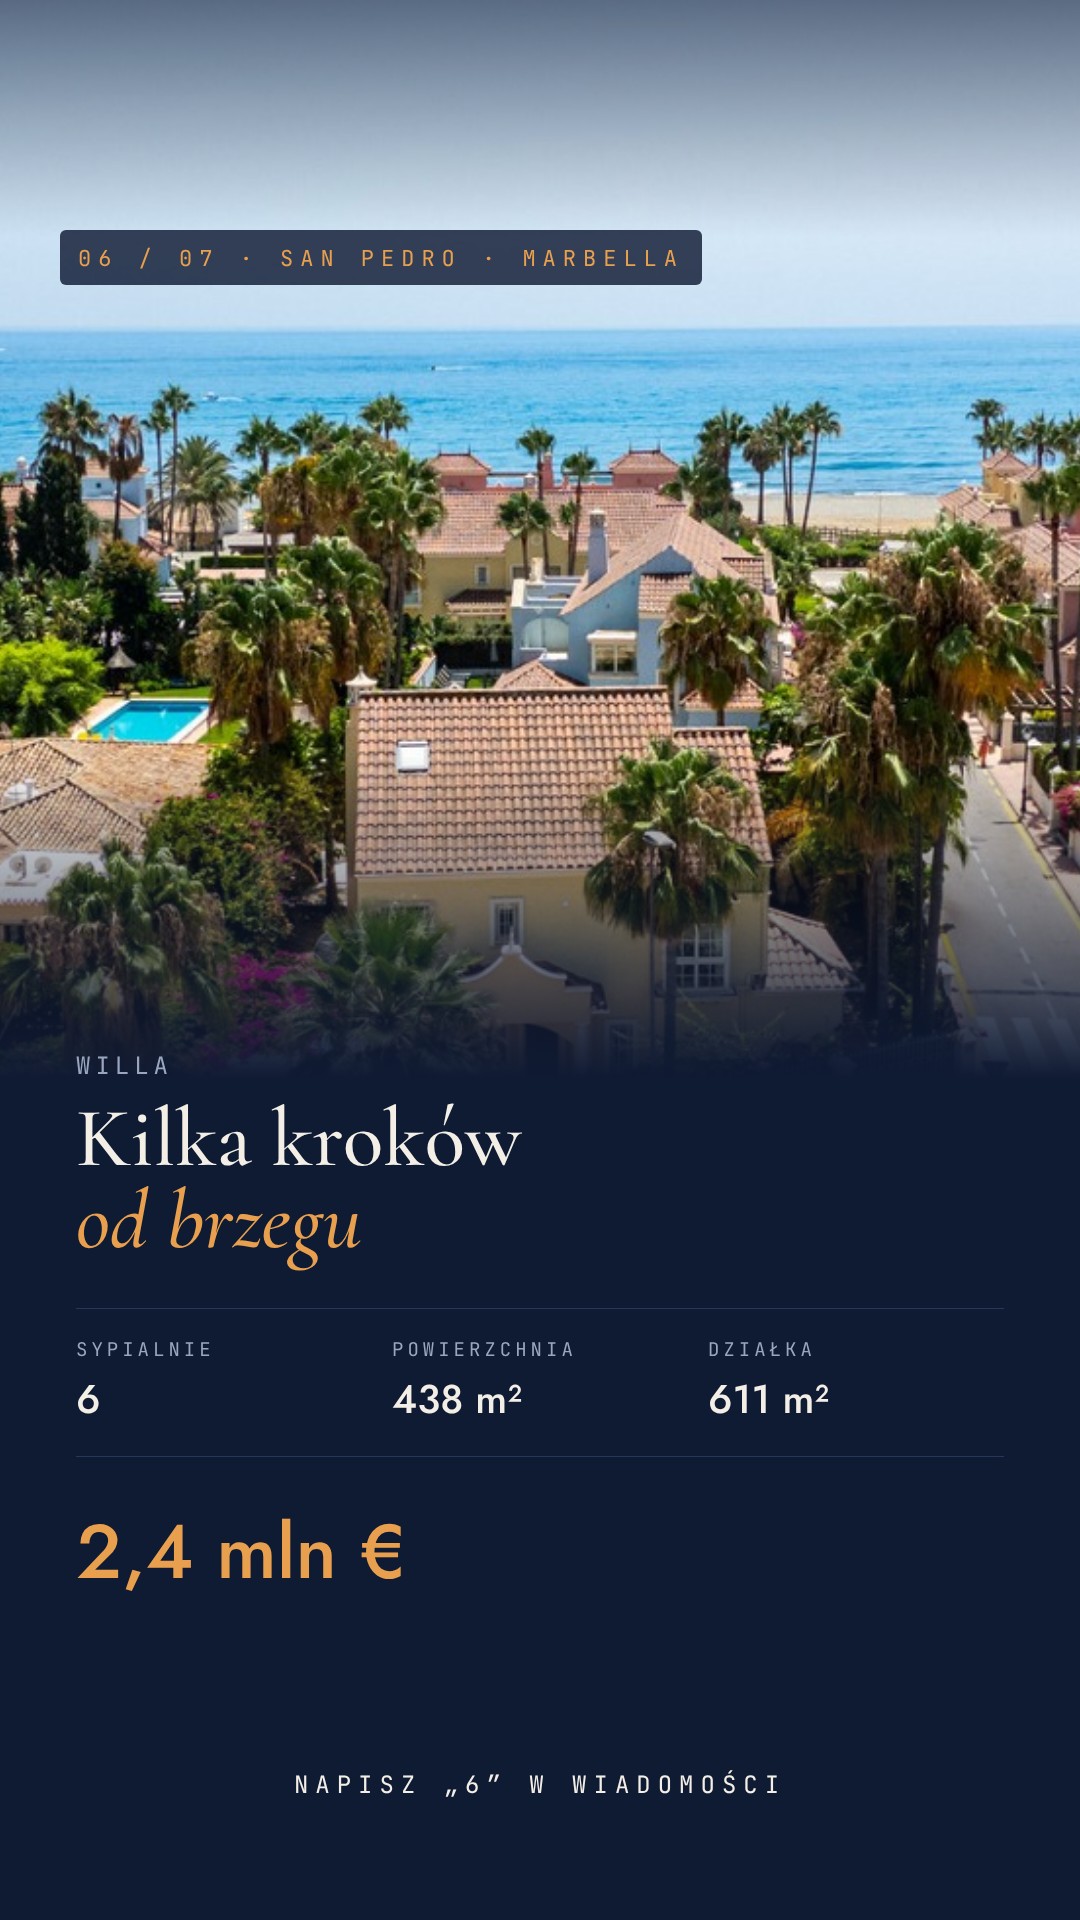 06 / 07 · SAN PEDRO · MARBELLA
WILLA
Kilka kroków
od brzegu
SYPIALNIE POWIERZCHNIA DZIAŁKA
6 438 m² 611 m²
2,4 mln €
NAPISZ „6” W WIADOMOŚCI